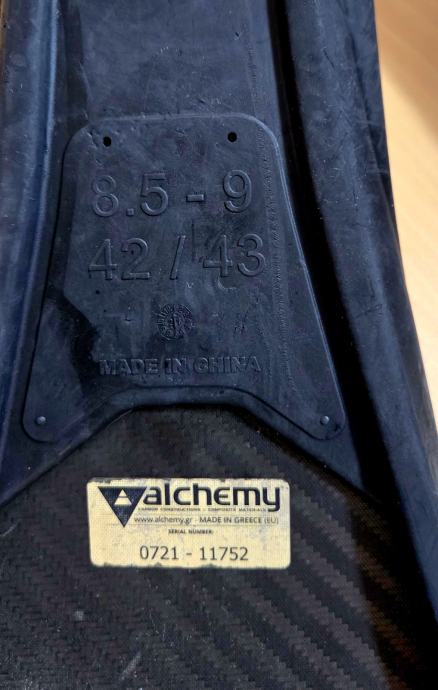 8.5 - 9
42 / 43
MADE IN CHINA
alchemy
CARBON CONSTRUCTIONS - COMPOSITE MATERIALS
www.alchemy.gr - MADE IN GREECE (EU)
SERIAL NUMBER:
0721 - 11752